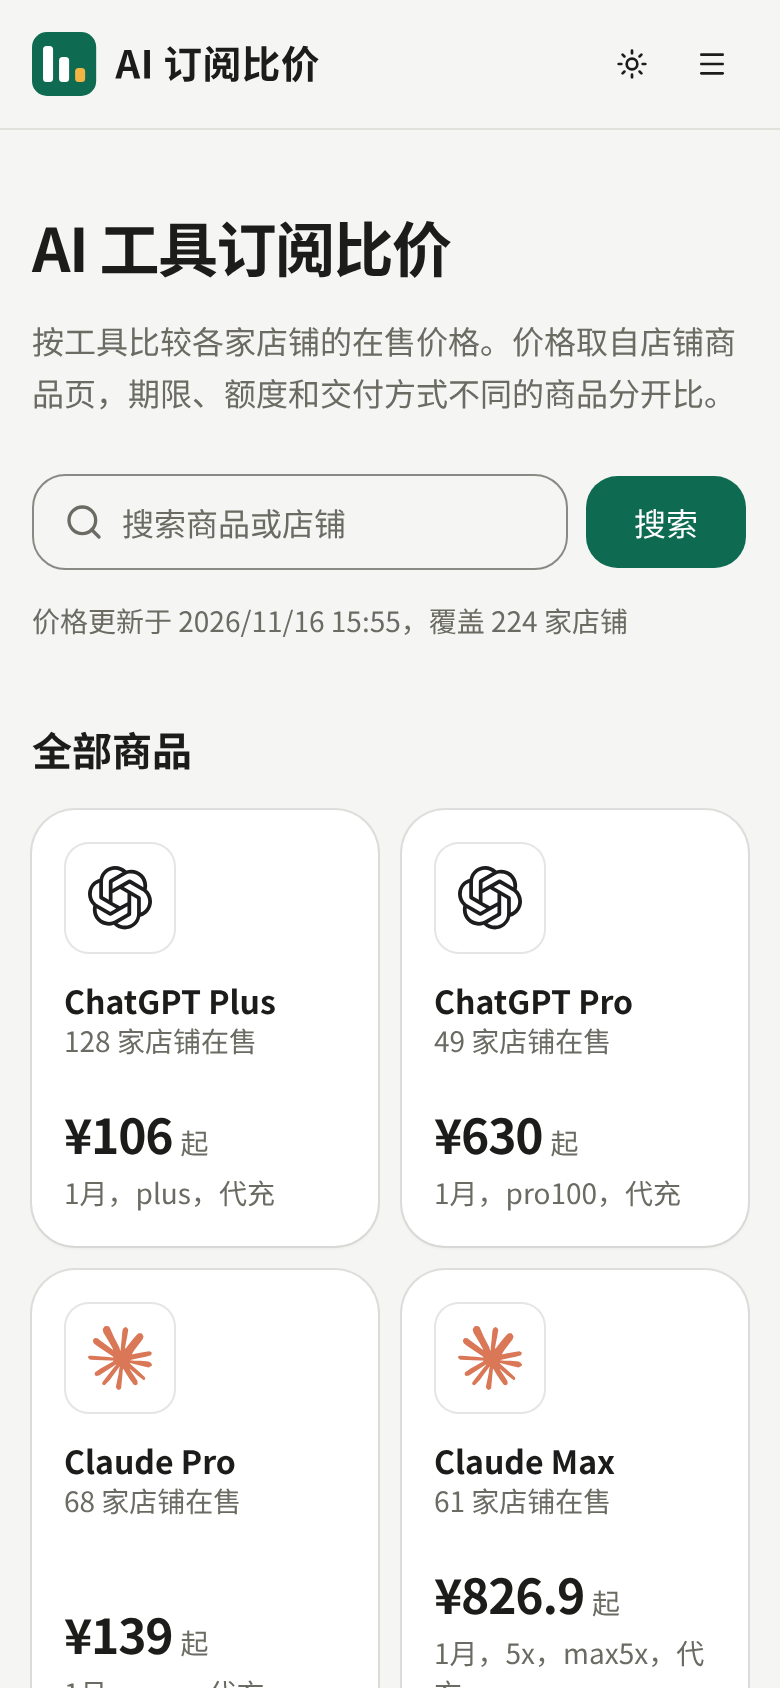 AI 订阅比价
AI 工具订阅比价
按工具比较各家店铺的在售价格。价格取自店铺商
品页，期限、额度和交付方式不同的商品分开比。
搜索商品或店铺
搜索
价格更新于 2026/11/16 15:55，覆盖 224 家店铺
全部商品
ChatGPT Plus
128 家店铺在售
¥106 起
1月，plus，代充
ChatGPT Pro
49 家店铺在售
¥630 起
1月，pro100，代充
Claude Pro
68 家店铺在售
¥139 起
Claude Max
61 家店铺在售
¥826.9 起
1月，5x，max5x，代